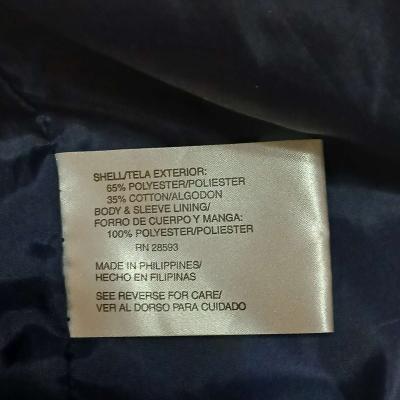 SHELL/TELA EXTERIOR:
65% POLYESTER/POLIESTER
35% COTTON/ALGODON
BODY & SLEEVE LINING/
FORRO DE CUERPO Y MANGA:
100% POLYESTER/POLIESTER
RN 28593
MADE IN PHILIPPINES/
HECHO EN FILIPINAS
SEE REVERSE FOR CARE/
VER AL DORSO PARA CUIDADO